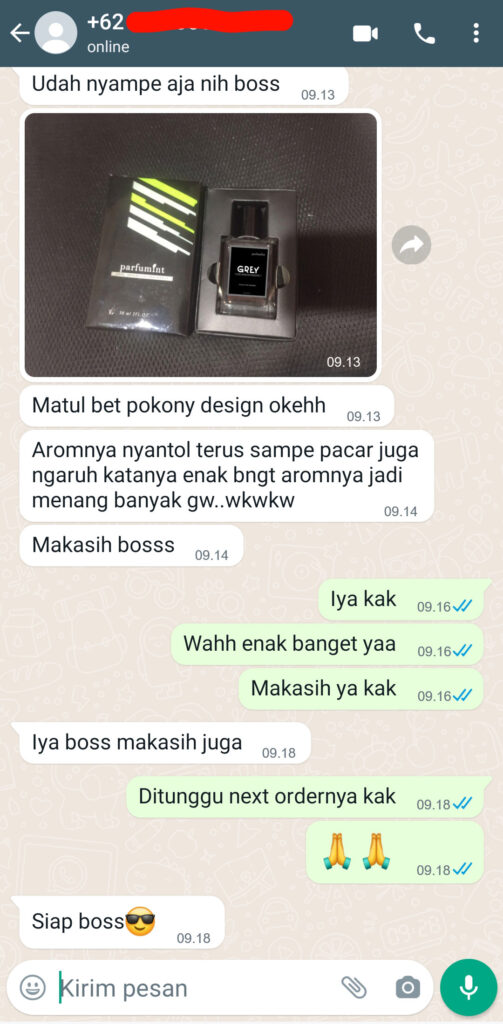 +62
online
Udah nyampe aja nih boss 09.13
parfumint
GREY
09.13
Matul bet pokony design okehh 09.13
Aromnya nyantol terus sampe pacar juga
ngaruh katanya enak bngt aromnya jadi
menang banyak gw..wkwkw 09.14
Makasih bosss 09.14
Iya kak 09.16
Wahh enak banget yaa 09.16
Makasih ya kak 09.16
Iya boss makasih juga 09.18
Ditunggu next ordernya kak 09.18
🙏🙏 09.18
Siap boss😎 09.18
Kirim pesan